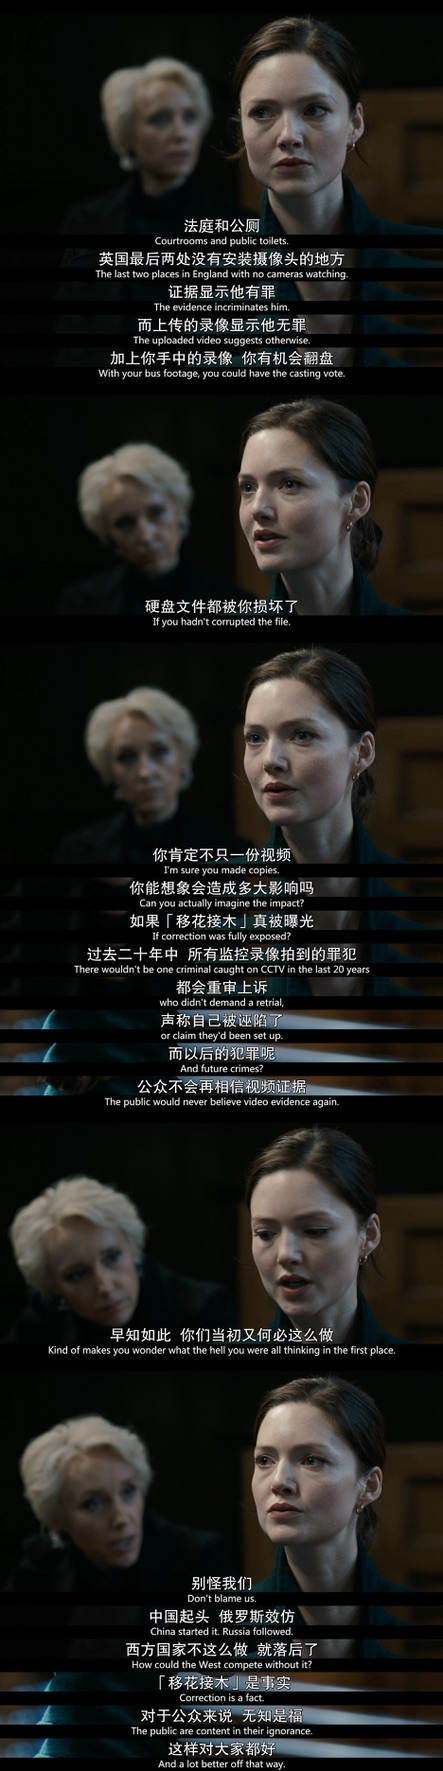 法庭和公厕
Courtrooms and public toilets.
英国最后两处没有安装摄像头的地方
The last two places in England with no cameras watching.
证据显示他有罪
The evidence incriminates him.
而上传的录像显示他无罪
The uploaded video suggests otherwise.
加上你手中的录像 你有机会翻盘
With your bus footage, you could have the casting vote.
硬盘文件都被你损坏了
If you hadn't corrupted the file.
你肯定不只一份视频
I'm sure you made copies.
你能想象会造成多大影响吗
Can you actually imagine the impact?
如果「移花接木」真被曝光
If correction was fully exposed?
过去二十年中 所有监控录像拍到的罪犯
There wouldn't be one criminal caught on CCTV in the last 20 years
都会重审上诉
who didn't demand a retrial,
声称自己被诬陷了
or claim they'd been set up.
而以后的犯罪呢
And future crimes?
公众不会再相信视频证据
The public would never believe video evidence again.
早知如此 你们当初又何必这么做
Kind of makes you wonder what the hell you were all thinking in the first place.
别怪我们
Don't blame us.
中国起头 俄罗斯效仿
China started it. Russia followed.
西方国家不这么做 就落后了
How could the West compete without it?
「移花接木」是事实
Correction is a fact.
对于公众来说 无知是福
The public are content in their ignorance.
这样对大家都好
And a lot better off that way.